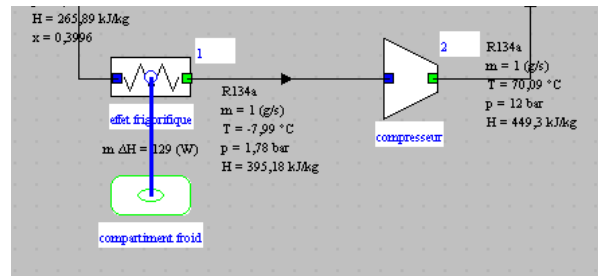 H = 265,89 kJ/kg
x = 0,3996
1
effet frigorifique
m ΔH = 129 (W)
compartiment froid
R134a
m = 1 (g/s)
T = -7,99 °C
p = 1,78 bar
H = 395,18 kJ/kg
compresseur
2
R134a
m = 1 (g/s)
T = 70,09 °C
p = 12 bar
H = 449,3 kJ/kg